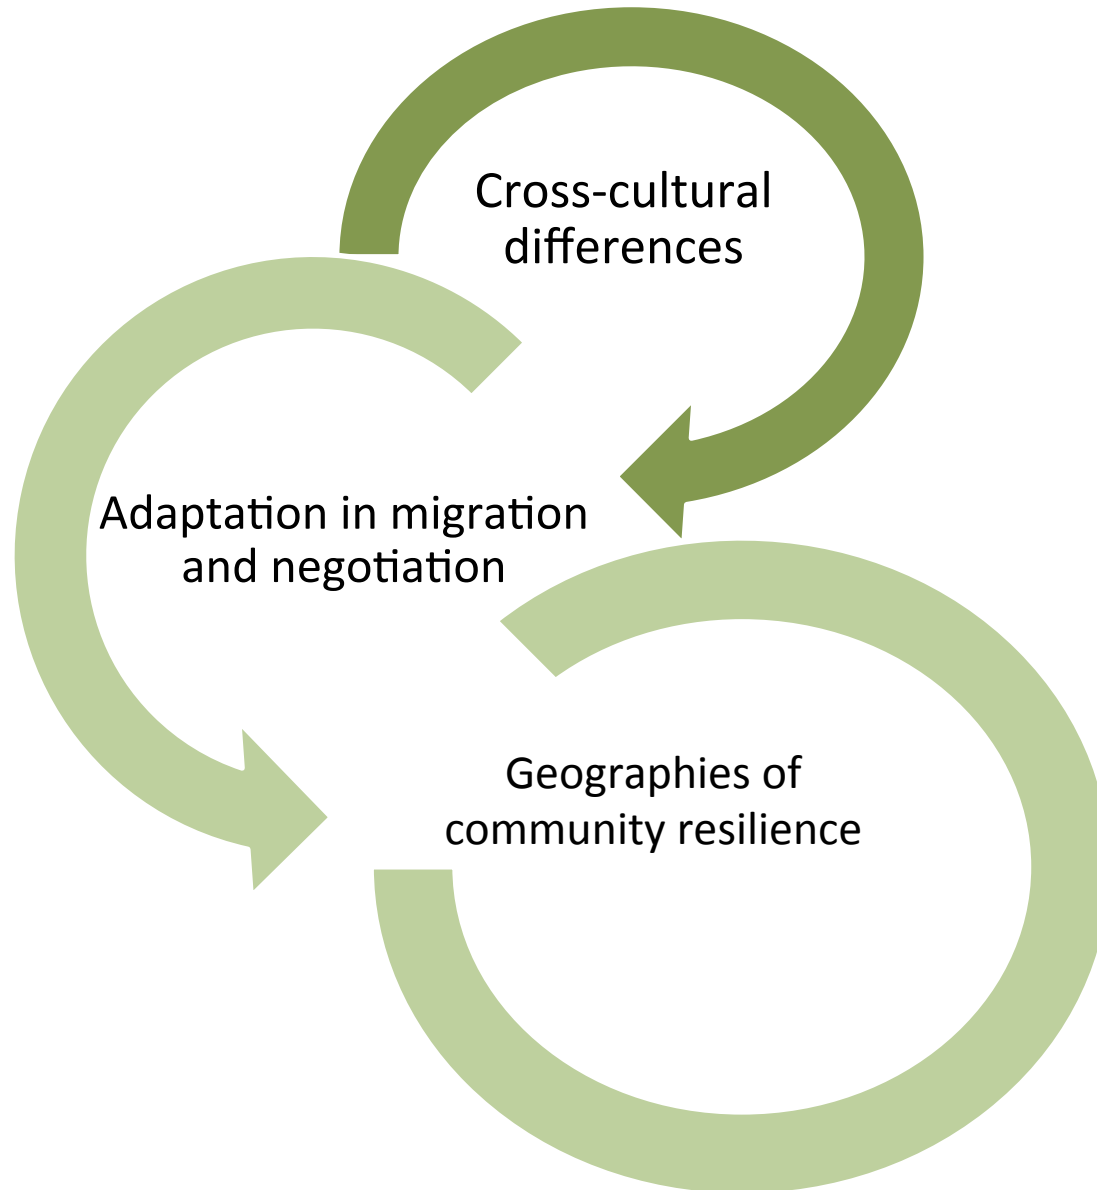 Cross-cultural
differences
Adaptation in migration
and negotiation
Geographies of
community resilience